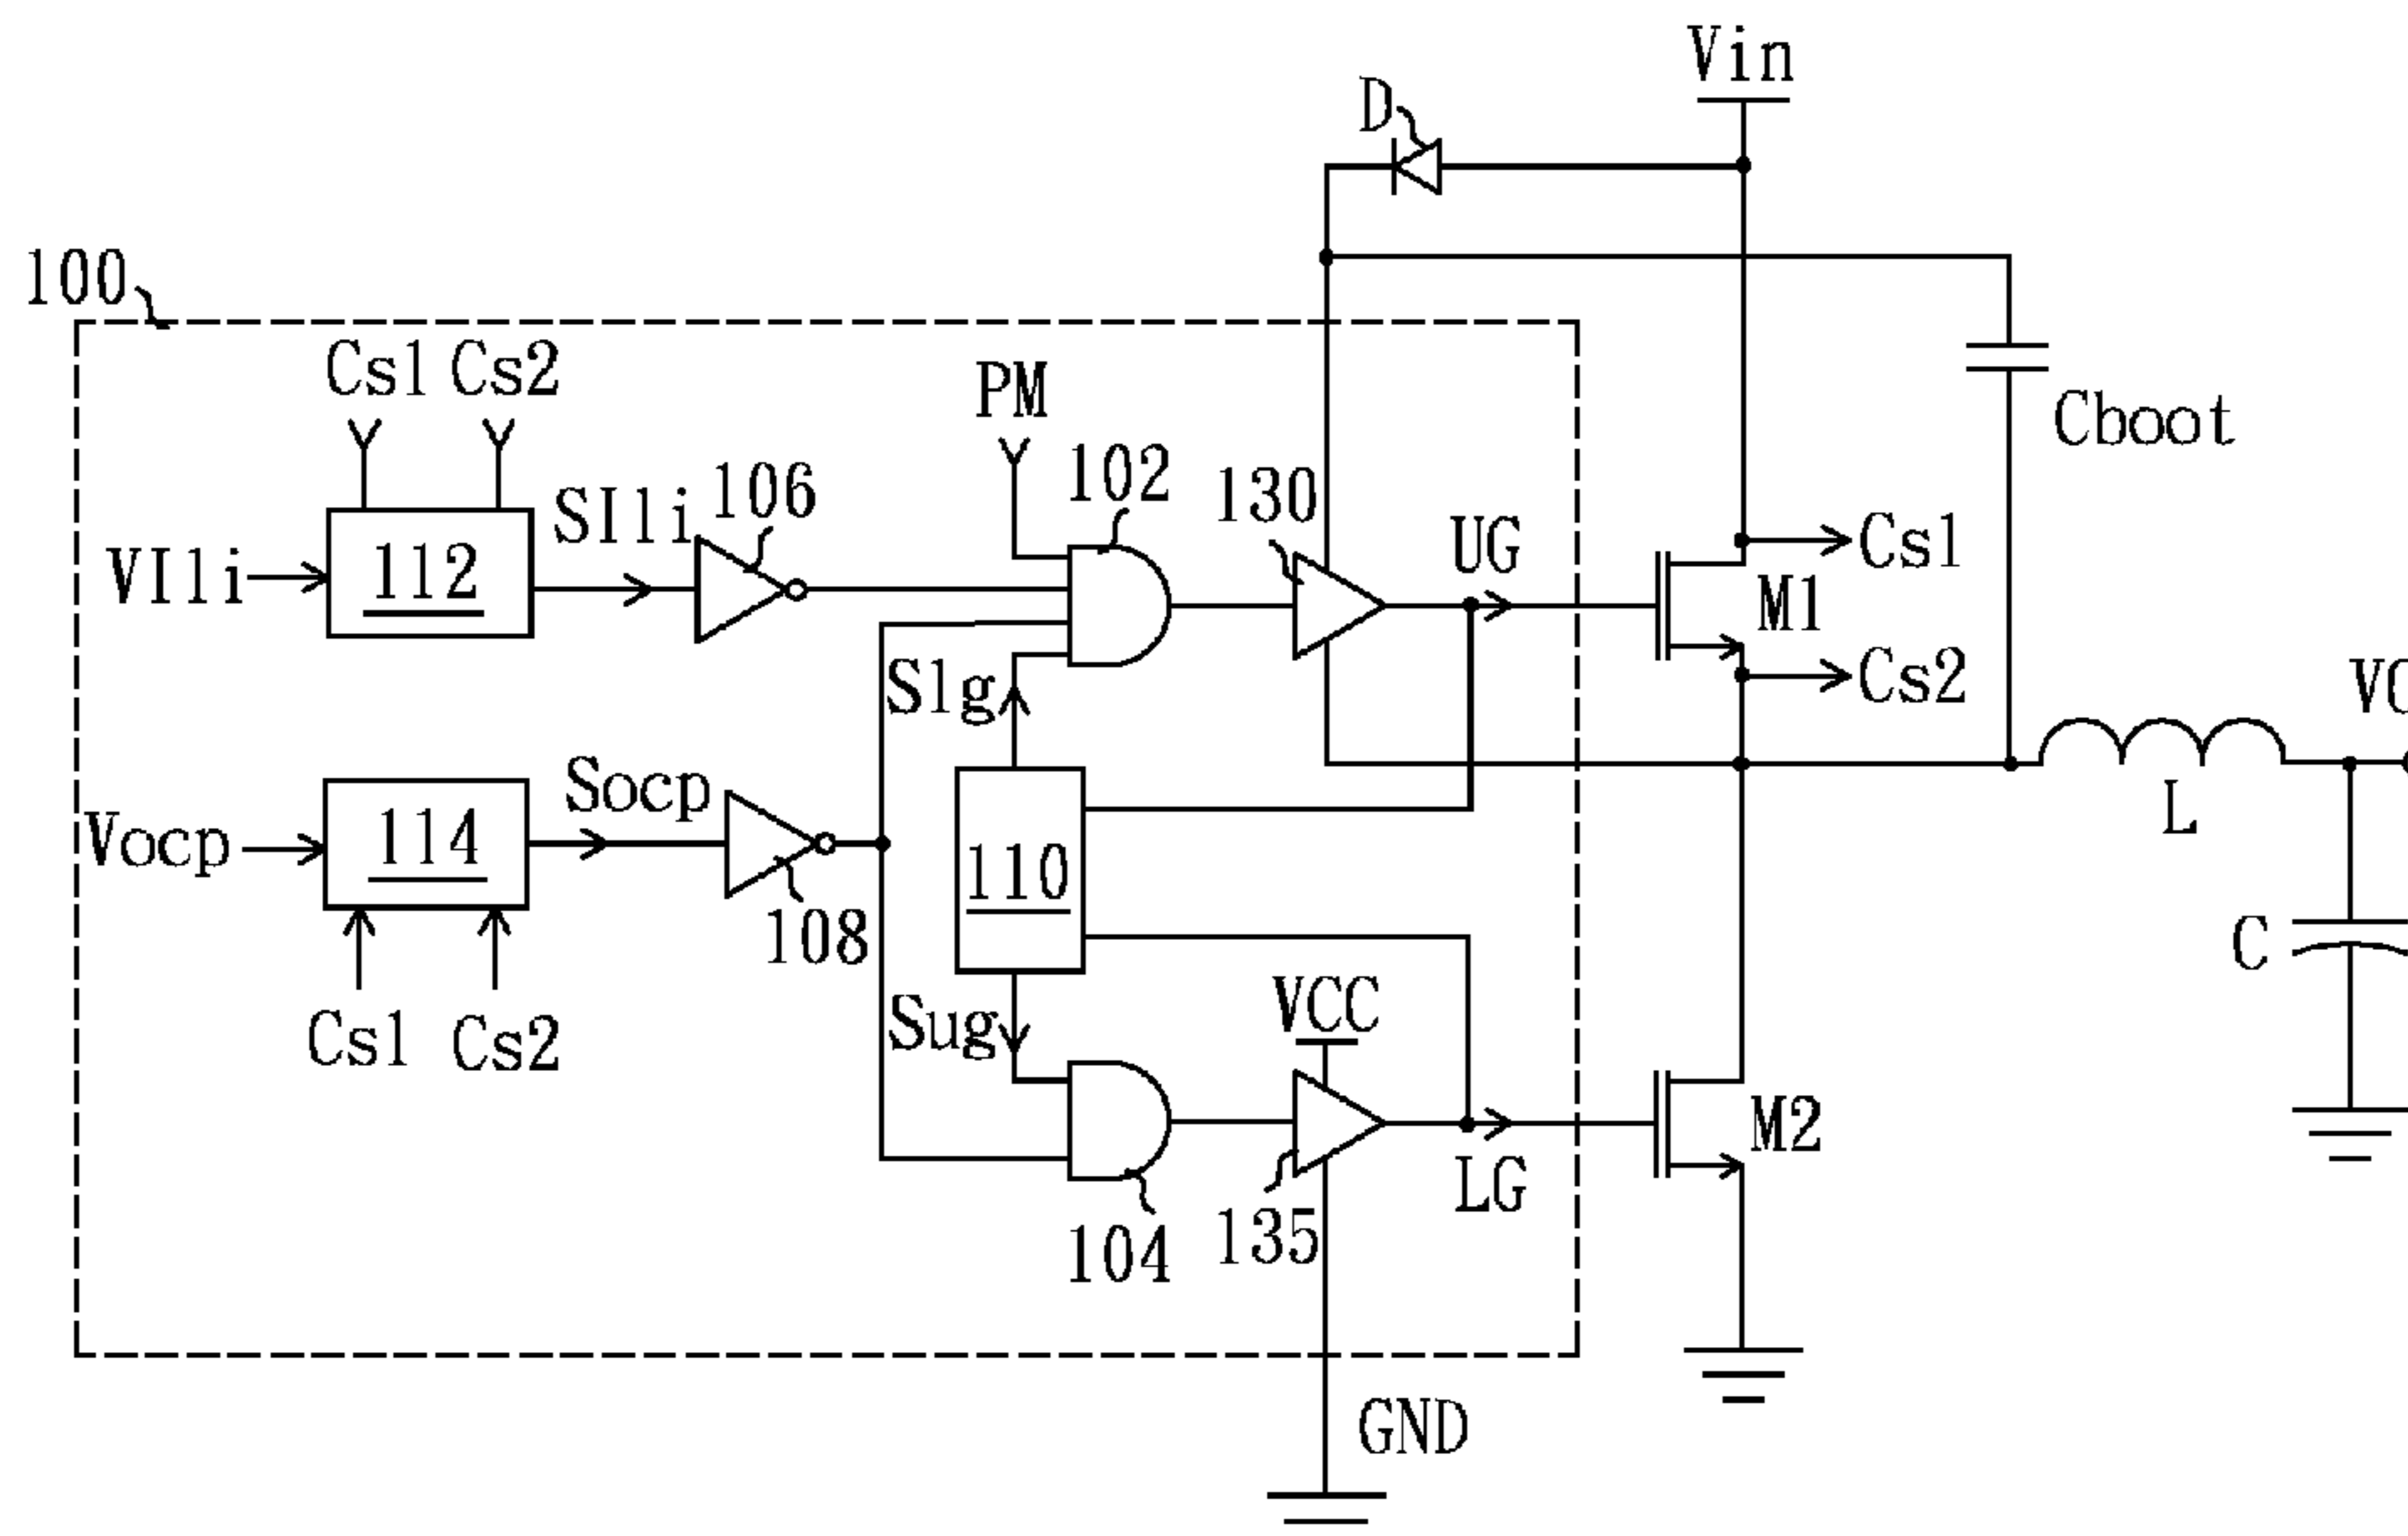 Vin
D
100
Cs1 Cs2
PM
Cboot
102
106
130
SIli
UG
Cs1
VIli
112
M1
Slg
Cs2
VO
Socp
Vocp
114
L
110
108
C
VCC
Sug
Cs1 Cs2
M2
LG
104
135
GND